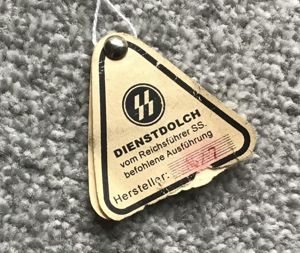 DIENSTDOLCH
vom Reichsführer SS.
befohlene Ausführung
Hersteller: